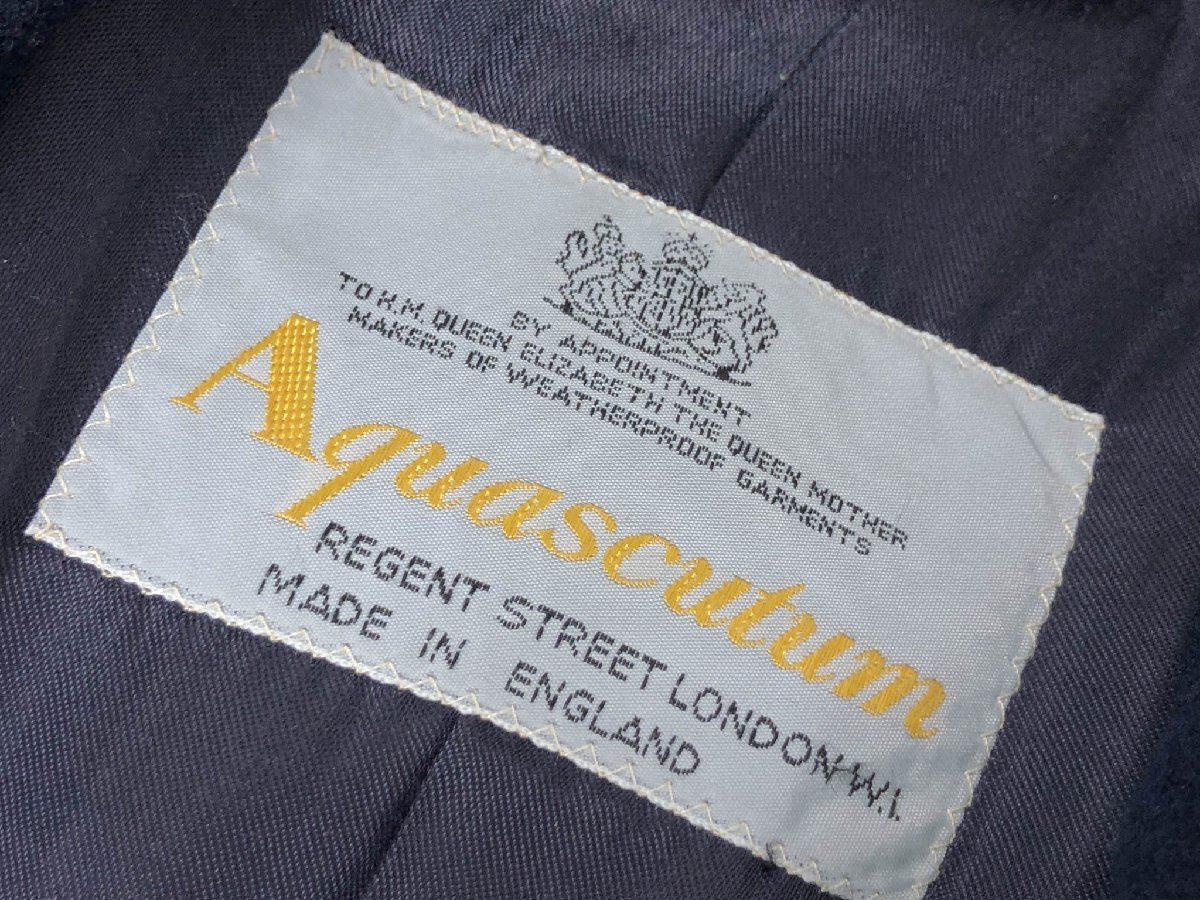 BY APPOINTMENT
TO H.M. QUEEN ELIZABETH THE QUEEN MOTHER
MAKERS OF WEATHERPROOF GARMENTS
Aquascutum
REGENT STREET LONDON·W.I.
MADE IN ENGLAND